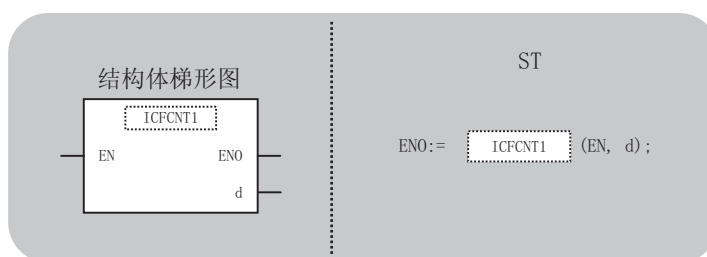 结构体梯形图
ICFCNT1
EN ENO
d
ST
ENO:= ICFCNT1 (EN, d);